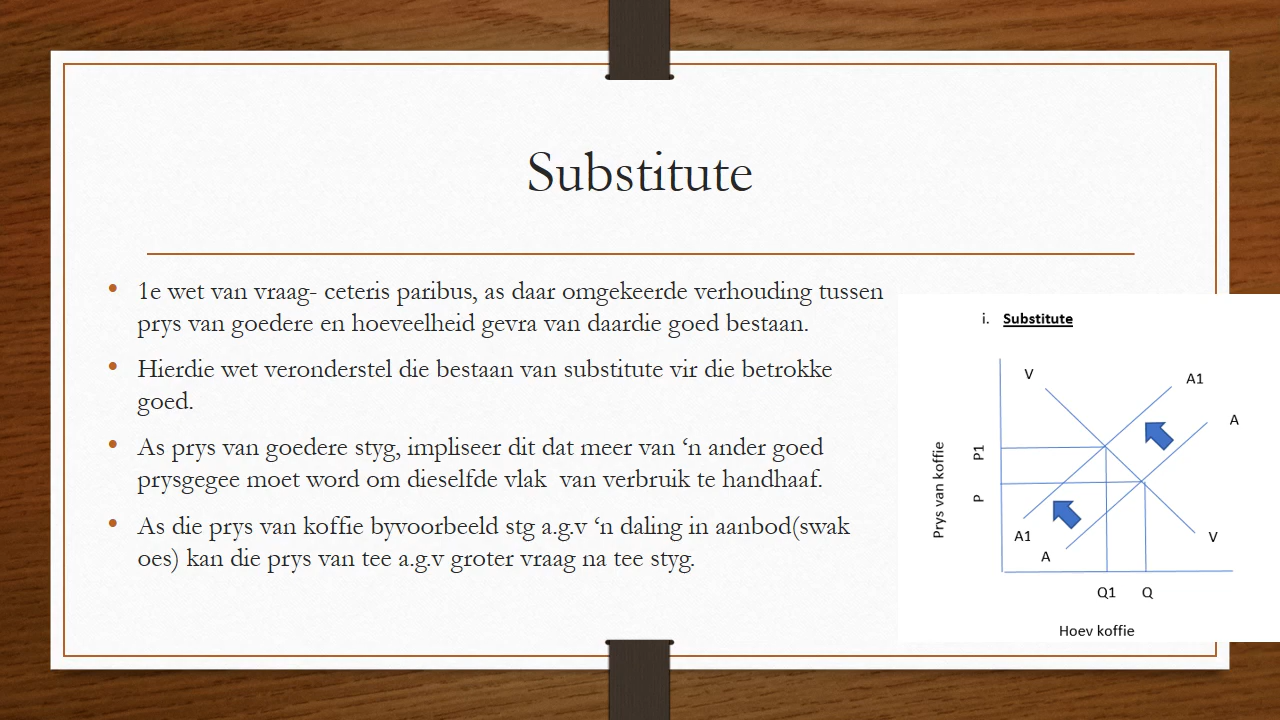 Substitute
• 1e wet van vraag- ceteris paribus, as daar omgekeerde verhouding tussen
prys van goedere en hoeveelheid gevra van daardie goed bestaan.
• Hierdie wet veronderstel die bestaan van substitute vir die betrokke
goed.
• As prys van goedere styg, impliseer dit dat meer van ‘n ander goed
prysgegee moet word om dieselfde vlak  van verbruik te handhaaf.
• As die prys van koffie byvoorbeeld stg a.g.v ‘n daling in aanbod(swak
oes) kan die prys van tee a.g.v groter vraag na tee styg.
i. Substitute
V
A1
A
P1
P
Prys van koffie
A1
A
V
Q1 Q
Hoev koffie